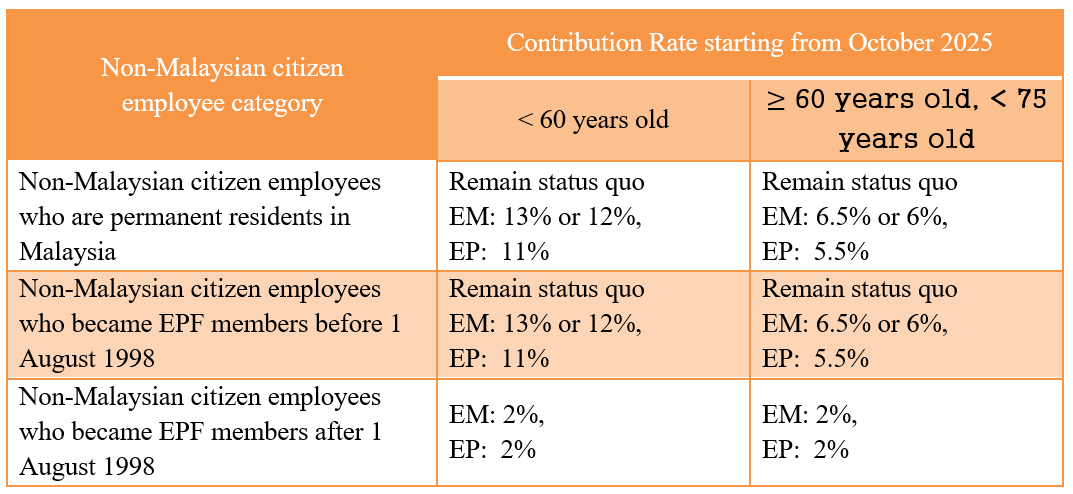 Non-Malaysian citizen
employee category
Contribution Rate starting from October 2025
< 60 years old
≥ 60 years old, < 75
years old
Non-Malaysian citizen employees
who are permanent residents in
Malaysia
Remain status quo
EM: 13% or 12%,
EP: 11%
Remain status quo
EM: 6.5% or 6%,
EP: 5.5%
Non-Malaysian citizen employees
who became EPF members before 1
August 1998
Remain status quo
EM: 13% or 12%,
EP: 11%
Remain status quo
EM: 6.5% or 6%,
EP: 5.5%
Non-Malaysian citizen employees
who became EPF members after 1
August 1998
EM: 2%,
EP: 2%
EM: 2%,
EP: 2%